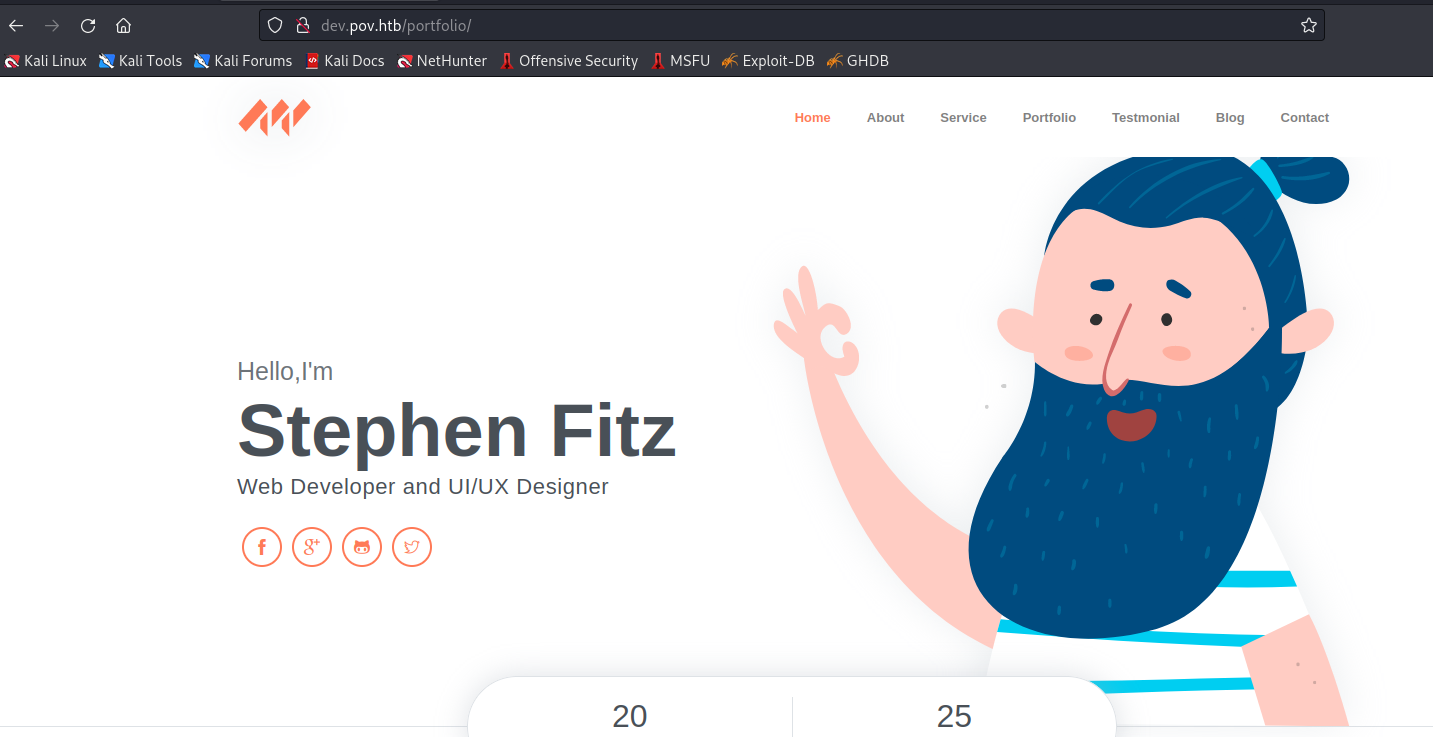 dev.pov.htb/portfolio/
Kali Linux Kali Tools Kali Forums Kali Docs NetHunter Offensive Security MSFU Exploit-DB GHDB
Home About Service Portfolio Testmonial Blog Contact
Hello,I'm
Stephen Fitz
Web Developer and UI/UX Designer
20 25